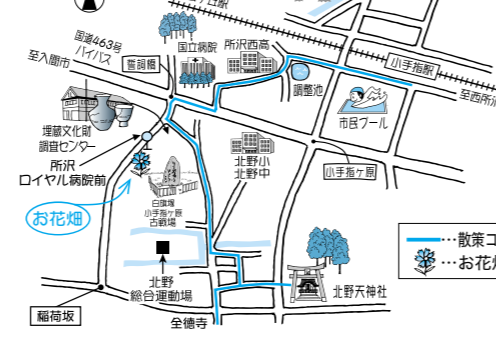 国道463号
バイパス
至入間市
誓詞橋
国立病院
所沢西高
小手指駅
至西所沢
調整池
市民プール
埋蔵文化財
調査センター
所沢
ロイヤル病院前
北野小
北野中
小手指ヶ原
お花畑
白旗塚
小手指ヶ原
古戦場
北野
総合運動場
北野天神社
稲荷坂
全徳寺
…散策コ
…お花畑